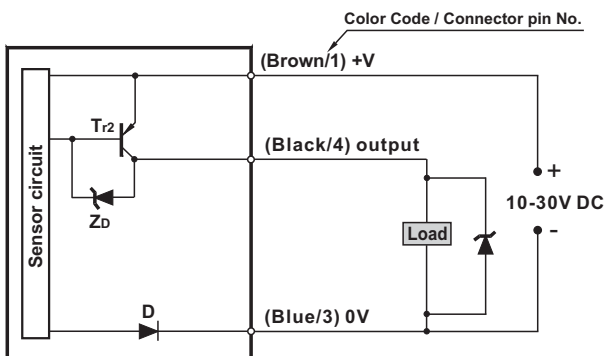 Color Code / Connector pin No.
(Brown/1) +V
Tr2
(Black/4) output
+
10-30V DC
-
ZD
Load
Sensor circuit
D
(Blue/3) 0V